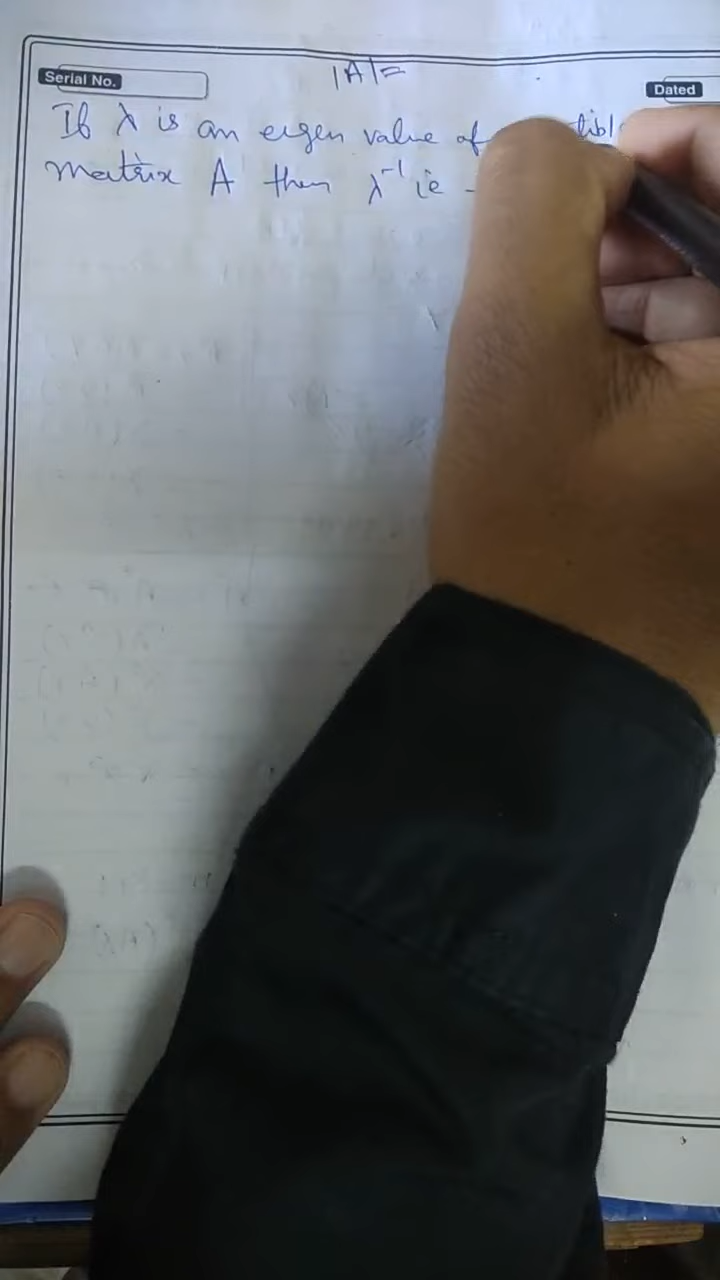 |A|=
Serial No.
Dated
If λ is an eigen value of
matrix A then λ⁻¹ ie